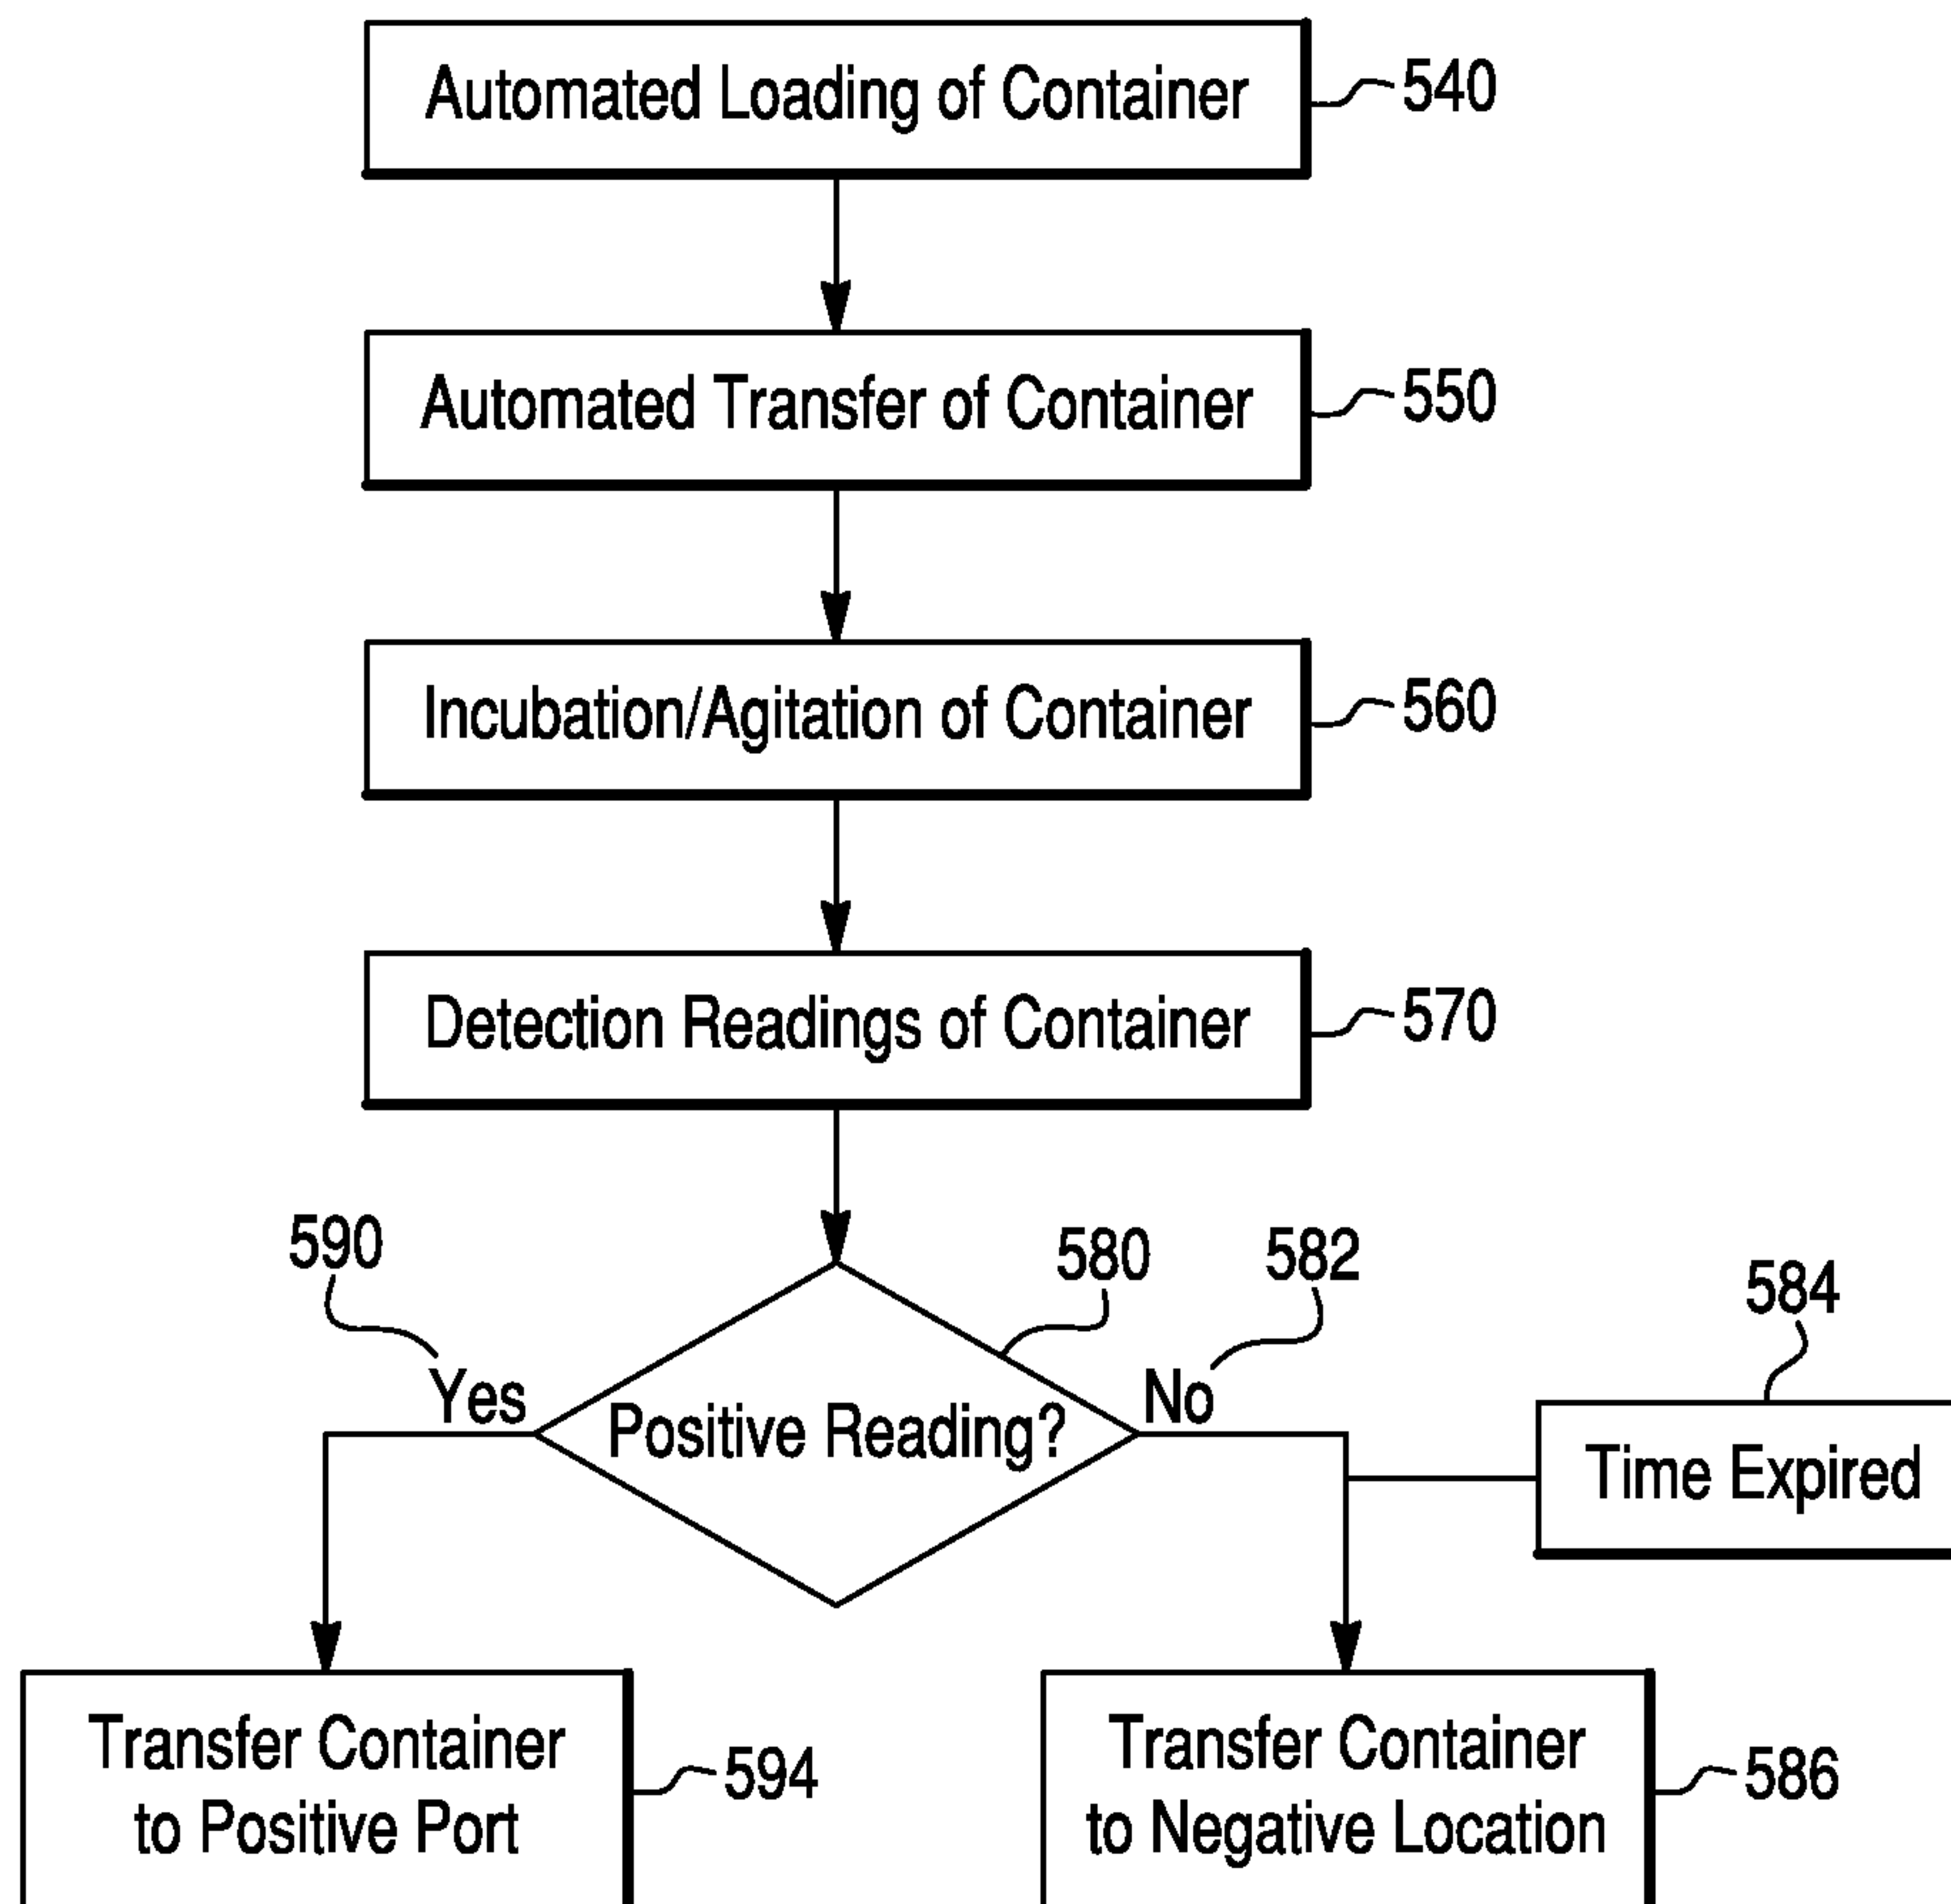 Automated Loading of Container
540
Automated Transfer of Container
550
Incubation/Agitation of Container
560
Detection Readings of Container
570
590
580
582
584
Yes
Positive Reading?
No
Time Expired
Transfer Container
to Positive Port
594
Transfer Container
to Negative Location
586